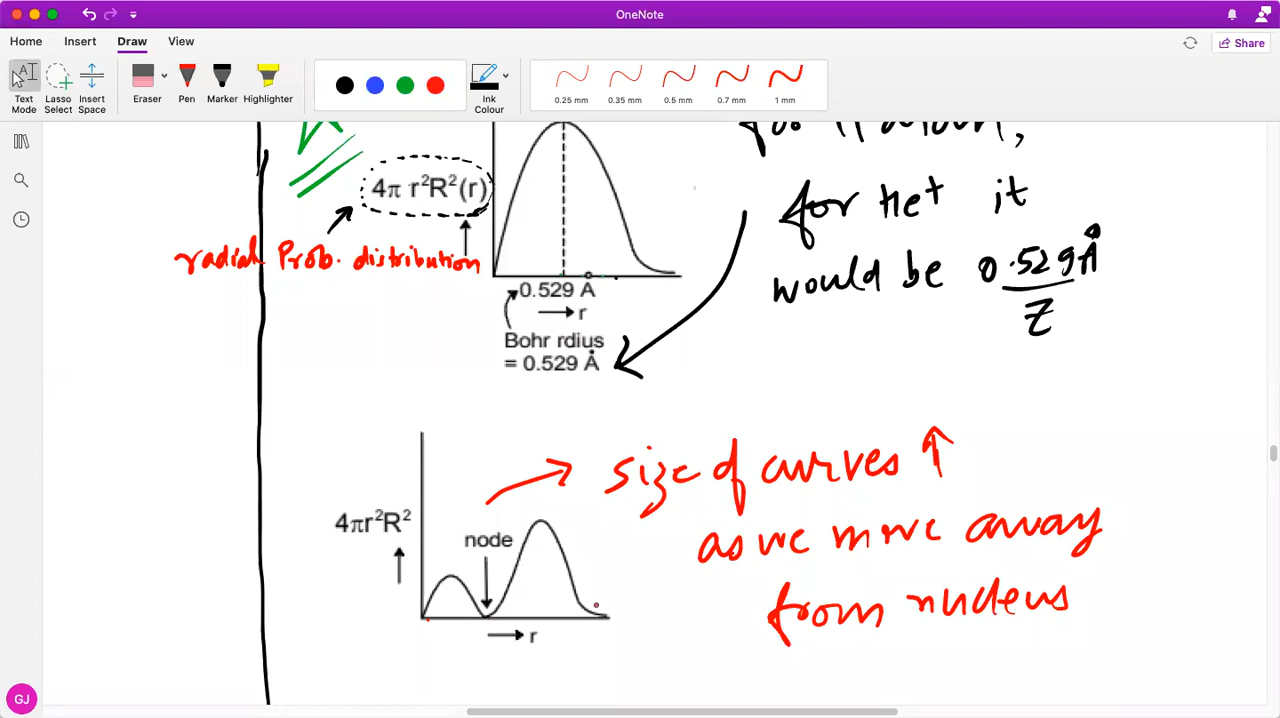 OneNote
Home Insert Draw View
Share
Text Mode
Lasso Select
Insert Space
Eraser
Pen
Marker
Highlighter
Ink Colour
0.25 mm
0.35 mm
0.5 mm
0.7 mm
1 mm
for H atom,
4π r²R²(r)
for He⁺ it
radial Prob. distribution
would be 0.529Å
Z
0.529 Å
→ r
Bohr rdius
= 0.529 Å
size of curves ↑
4πr²R²
node
as we move away
from nucleus
→ r
GJ